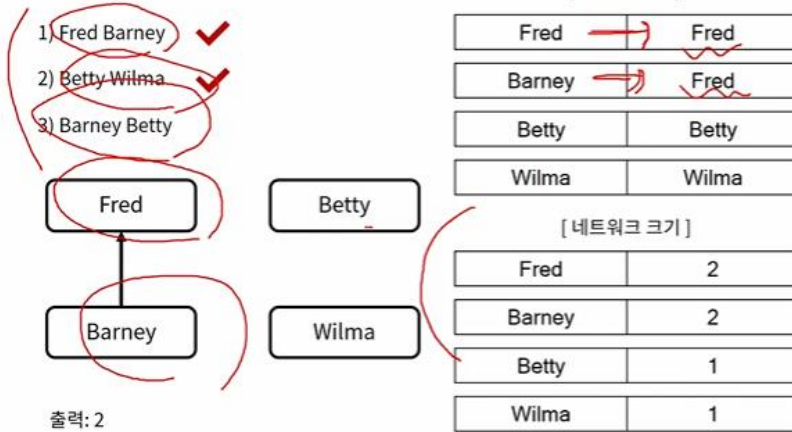 1) Fred Barney
2) Betty Wilma
3) Barney Betty
Fred
Betty
Barney
Wilma
출력: 2
Fred Fred
Barney Fred
Betty Betty
Wilma Wilma
[ 네트워크 크기 ]
Fred 2
Barney 2
Betty 1
Wilma 1